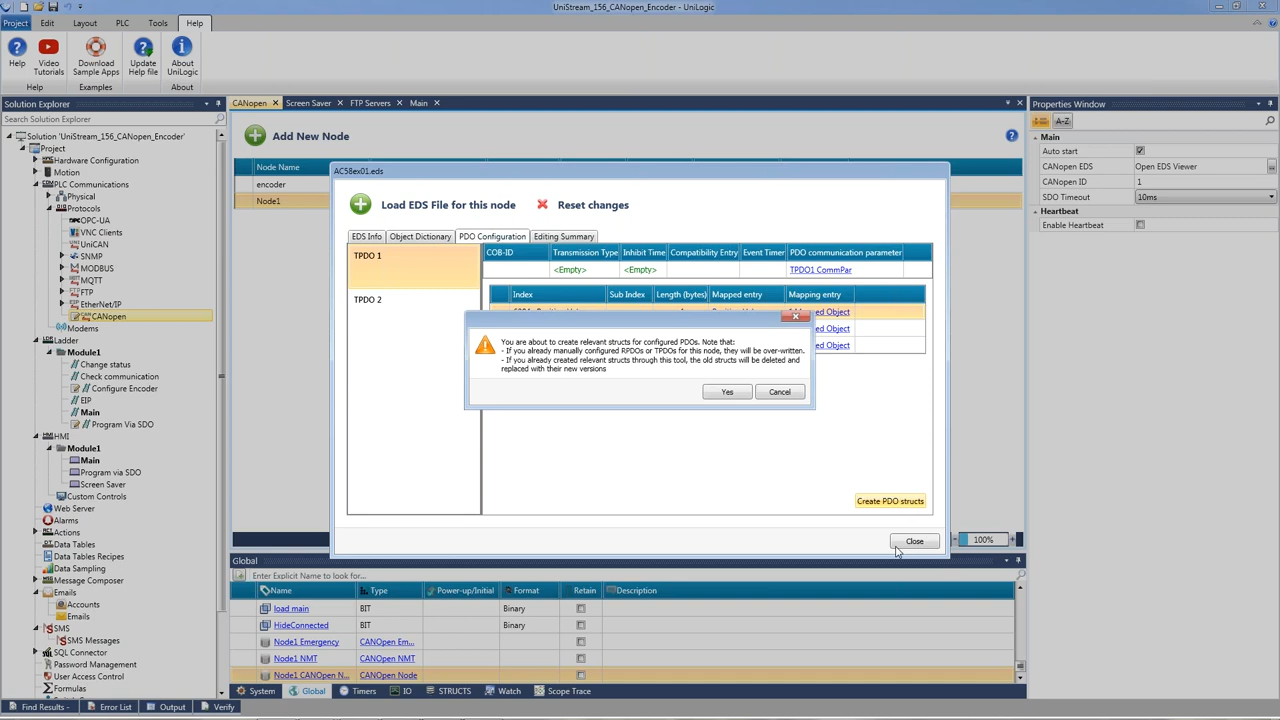 UniStream_156_CANopen_Encoder - UniLogic
Project Edit Layout PLC Tools Help
Help Video Tutorials Download Sample Apps Update Help file About UniLogic
Help Examples About
Solution Explorer
Search Solution Explorer
Solution 'UniStream_156_CANopen_Encoder'
Project
Hardware Configuration
Motion
PLC Communications
Physical
Protocols
OPC-UA
VNC Clients
UniCAN
SNMP
MODBUS
MQTT
FTP
EtherNet/IP
CANopen
Modems
Ladder
Module1
Change status
Check communication
Configure Encoder
EIP
Main
Program Via SDO
HMI
Module1
Main
Program via SDO
Screen Saver
Custom Controls
Web Server
Alarms
Actions
Data Tables
Data Tables Recipes
Data Sampling
Message Composer
Emails
Accounts
Emails
SMS
SMS Messages
SQL Connector
Password Management
User Access Control
Formulas
CANopen Screen Saver FTP Servers Main
Add New Node
Node Name
encoder
Node1
AC58ex01.eds
Load EDS File for this node Reset changes
EDS Info Object Dictionary PDO Configuration Editing Summary
TPDO 1
TPDO 2
COB-ID Transmission Type Inhibit Time Compatibility Entry Event Timer PDO communication parameter
<Empty> <Empty> TPDO1 CommPar
Index Sub Index Length (bytes) Mapped entry Mapping entry
ed Object
ed Object
ed Object
You are about to create relevant structs for configured PDOs. Note that:
- If you already manually configured RPDOs or TPDOs for this node, they will be over-written.
- If you already created relevant structs through this tool, the old structs will be deleted and
replaced with their new versions
Yes Cancel
Create PDO structs
Close
100%
Global
Enter Explicit Name to look for...
Name Type Power-up/Initial Format Retain Description
load main BIT Binary
HideConnected BIT Binary
Node1 Emergency CANOpen Em...
Node1 NMT CANOpen NMT
Node1 CANOpen N... CANOpen Node
System Global Timers IO STRUCTS Watch Scope Trace
Find Results - Error List Output Verify
Properties Window
A-Z
Main
Auto start
CANopen EDS Open EDS Viewer
CANopen ID 1
SDO Timeout 10ms
Heartbeat
Enable Heartbeat